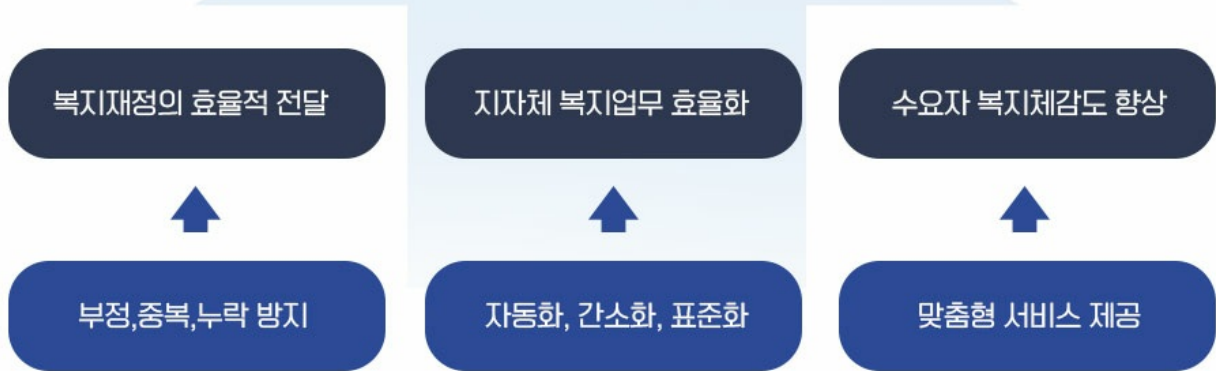 복지재정의 효율적 전달
지자체 복지업무 효율화
수요자 복지체감도 향상
부정,중복,누락 방지
자동화, 간소화, 표준화
맞춤형 서비스 제공